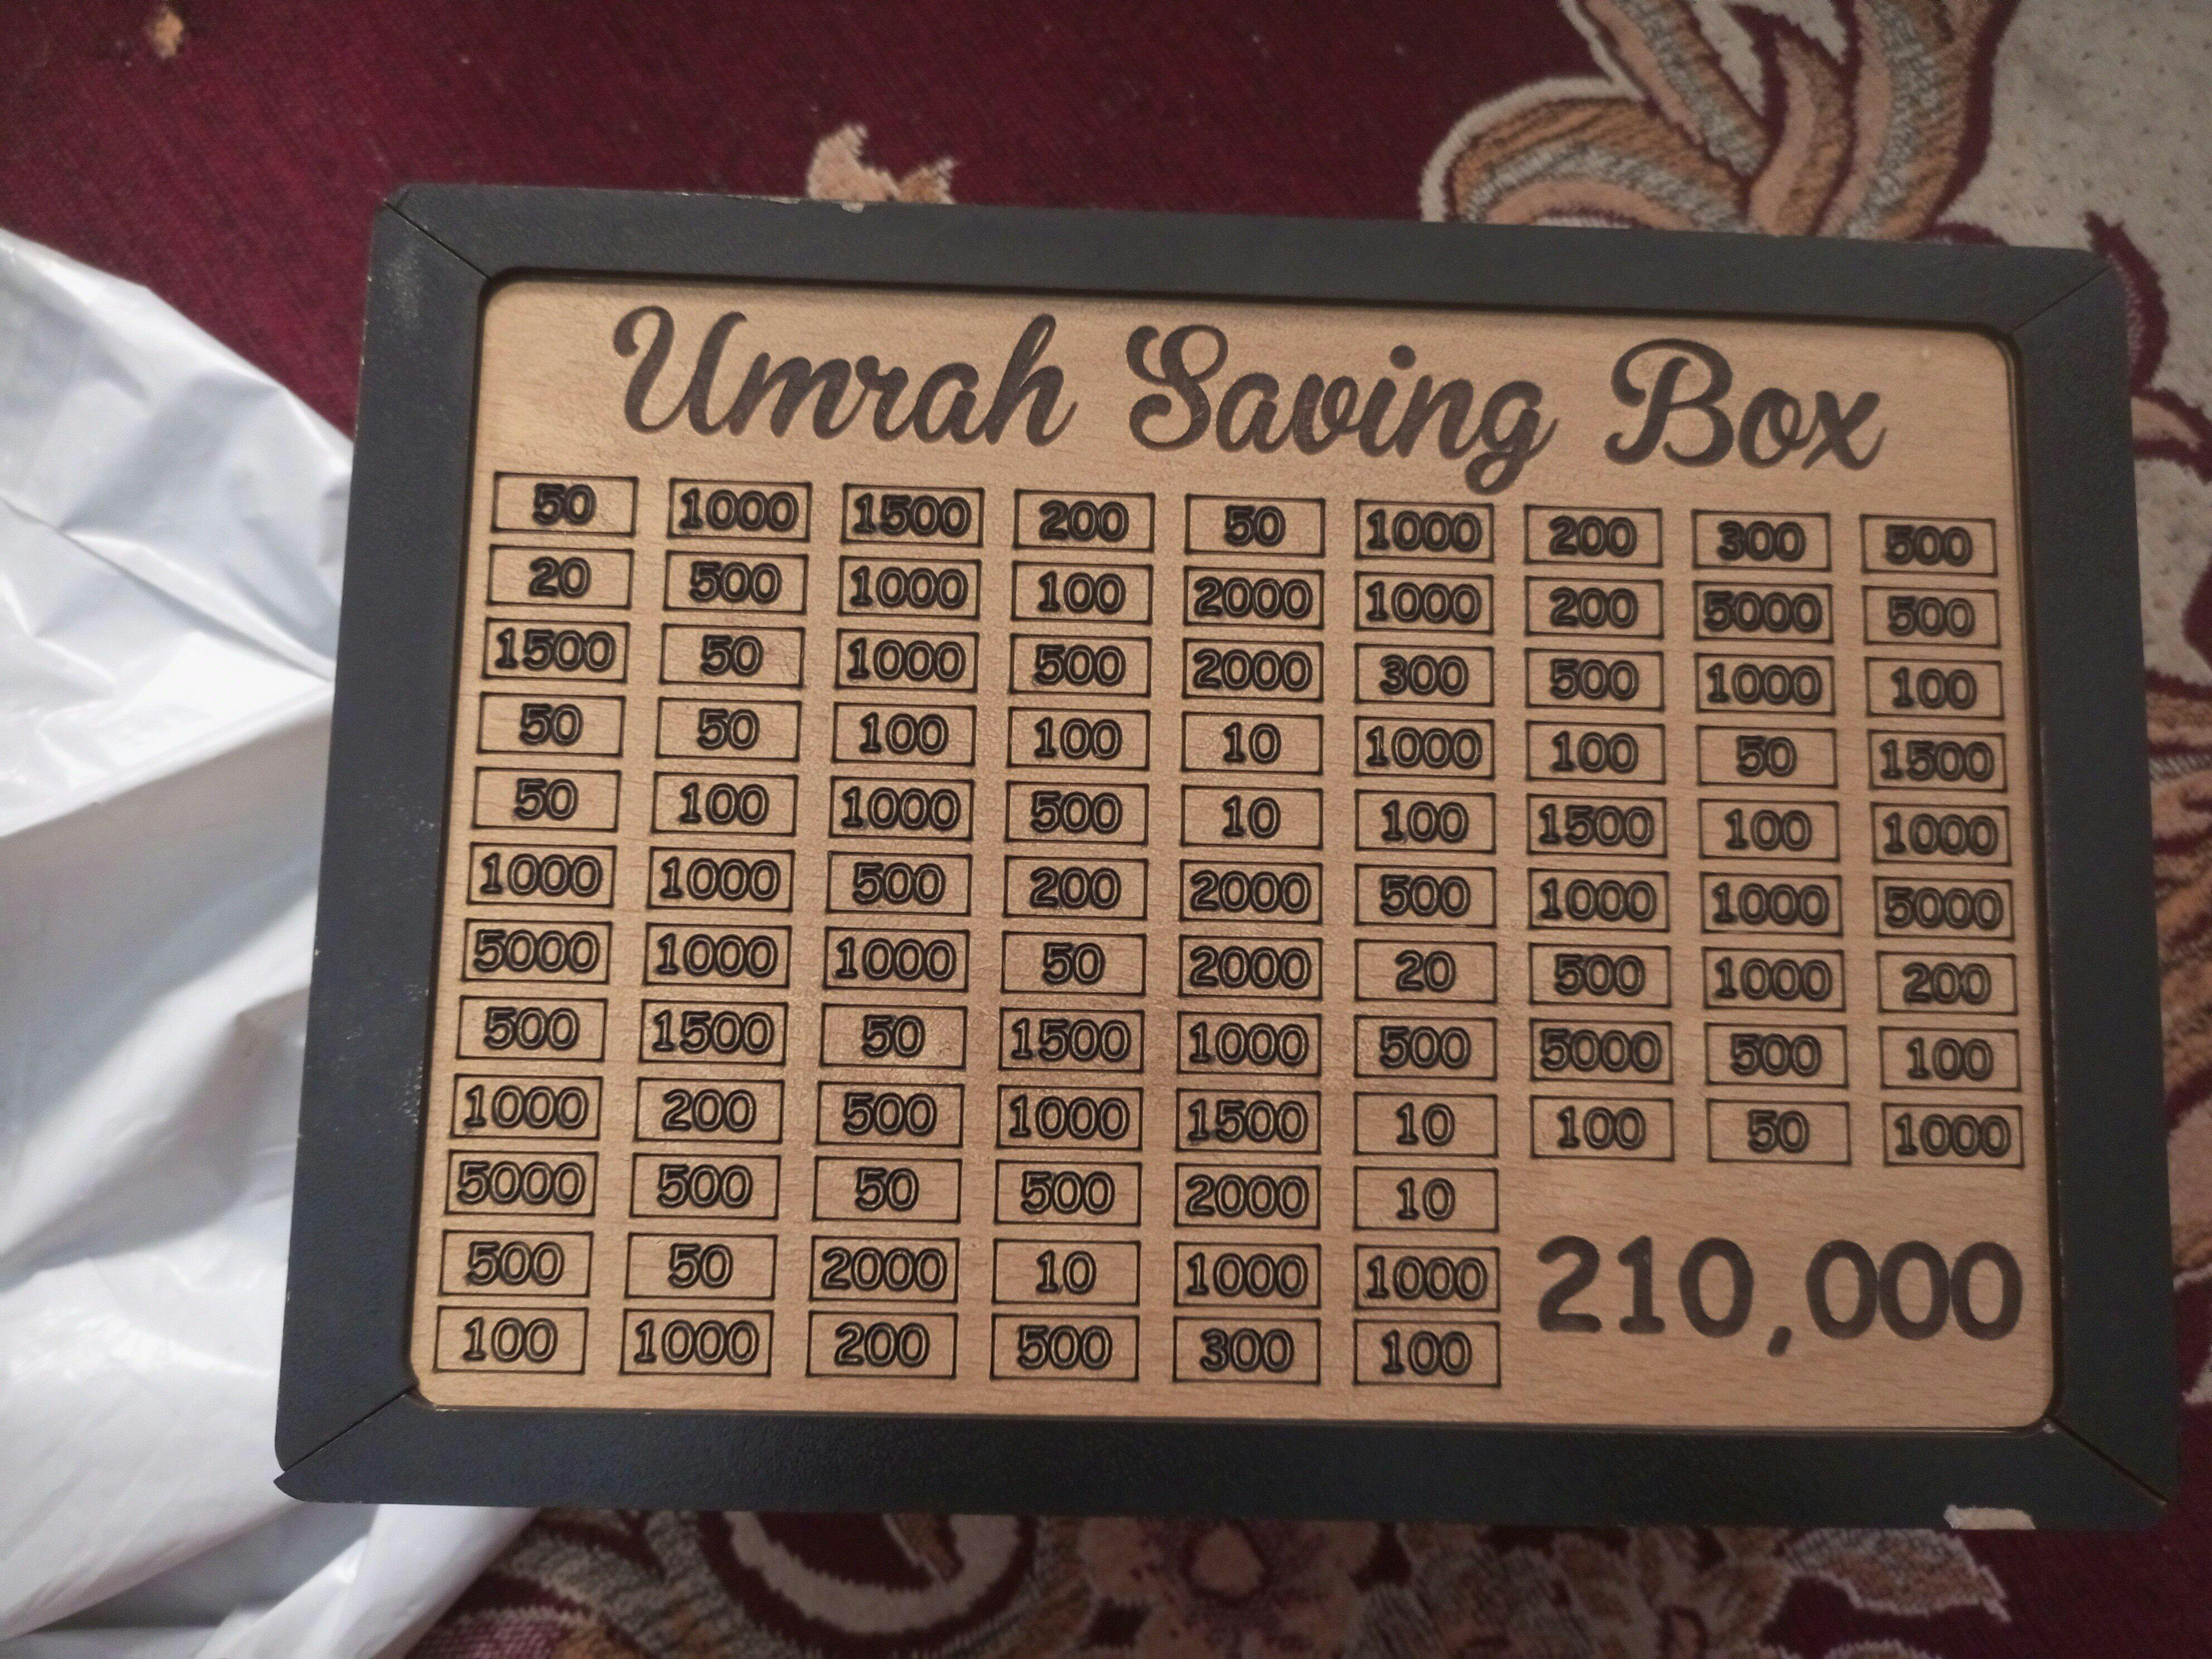 Umrah Saving Box
50 1000 1500 200 50 1000 200 300 500
20 500 1000 100 2000 1000 200 5000 500
1500 50 1000 500 2000 300 500 1000 100
50 50 100 100 10 1000 100 50 1500
50 100 1000 500 10 100 1500 100 1000
1000 1000 500 200 2000 500 1000 1000 5000
5000 1000 1000 50 2000 20 500 1000 200
500 1500 50 1500 1000 500 5000 500 100
1000 200 500 1000 1500 10 100 50 1000
5000 500 50 500 2000 10
500 50 2000 10 1000 1000
100 1000 200 500 300 100
210,000